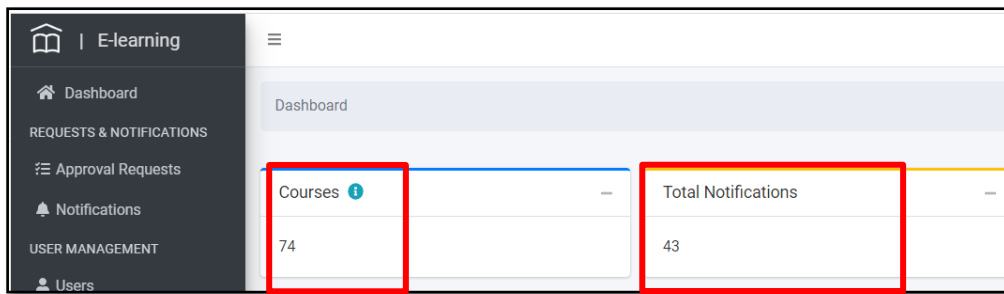 | E-learning
Dashboard
REQUESTS & NOTIFICATIONS
Approval Requests
Notifications
USER MANAGEMENT
Users
Dashboard
Courses
74
Total Notifications
43